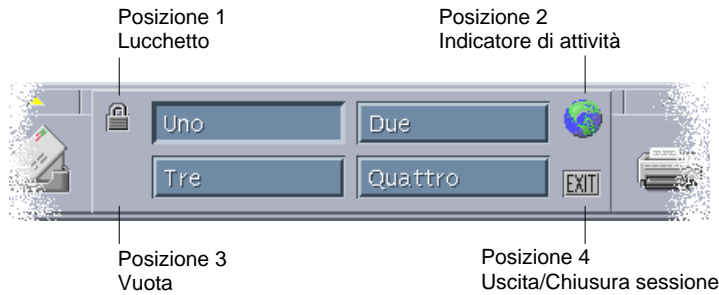 Posizione 1
Lucchetto
Posizione 2
Indicatore di attività
Uno
Due
Tre
Quattro
EXIT
Posizione 3
Vuota
Posizione 4
Uscita/Chiusura sessione